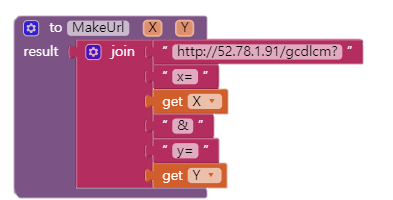 to MakeUrl X Y
result join " http://52.78.1.91/gcdlcm? "
" x= "
get X
" & "
" y= "
get Y